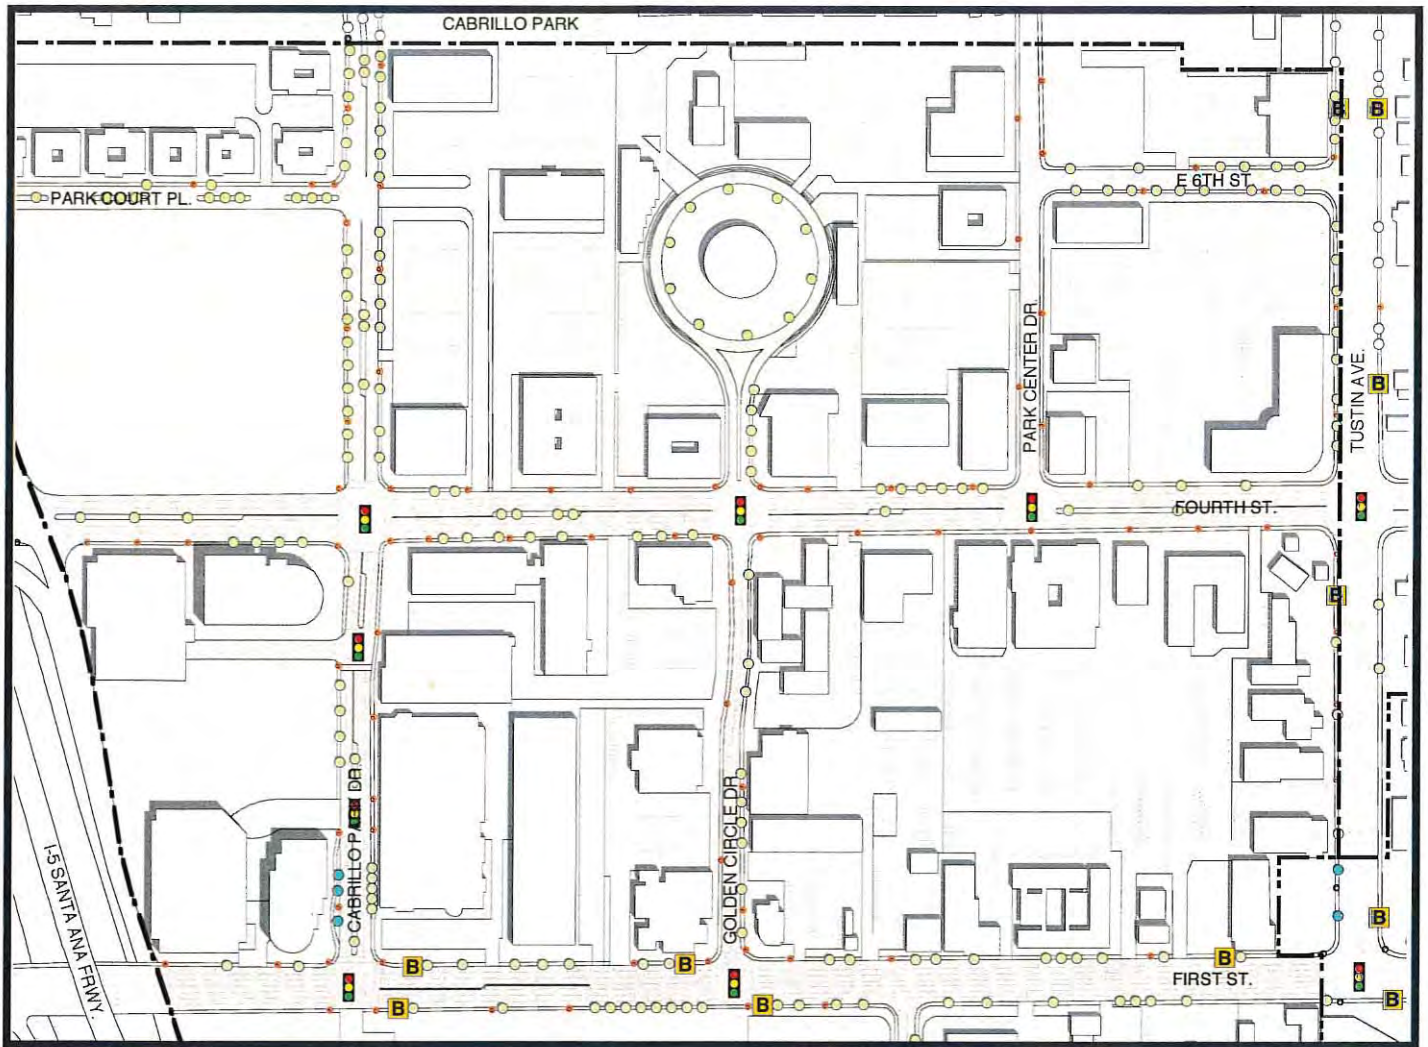 CABRILLO PARK
B
B
PARK COURT PL.
E 6TH ST.
PARK CENTER DR.
TUSTIN AVE.
B
FOURTH ST.
B
I-5 SANTA ANA FRWY.
CABRILLO PARK DR
GOLDEN CIRCLE DR
B
B
B
B
FIRST ST.
B
B
B